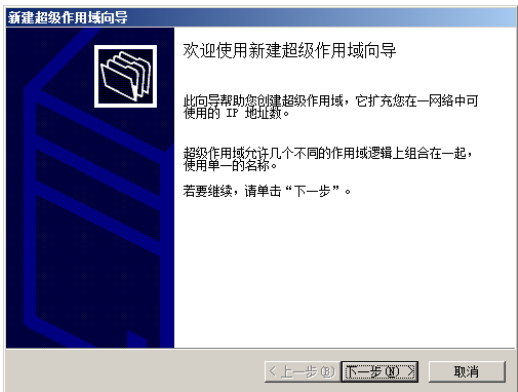 新建超级作用域向导
欢迎使用新建超级作用域向导
此向导帮助您创建超级作用域，它扩充您在一网络中可
使用的 IP 地址数。
超级作用域允许几个不同的作用域逻辑上组合在一起，
使用单一的名称。
若要继续，请单击“下一步”。
< 上一步(B) 下一步(N) > 取消